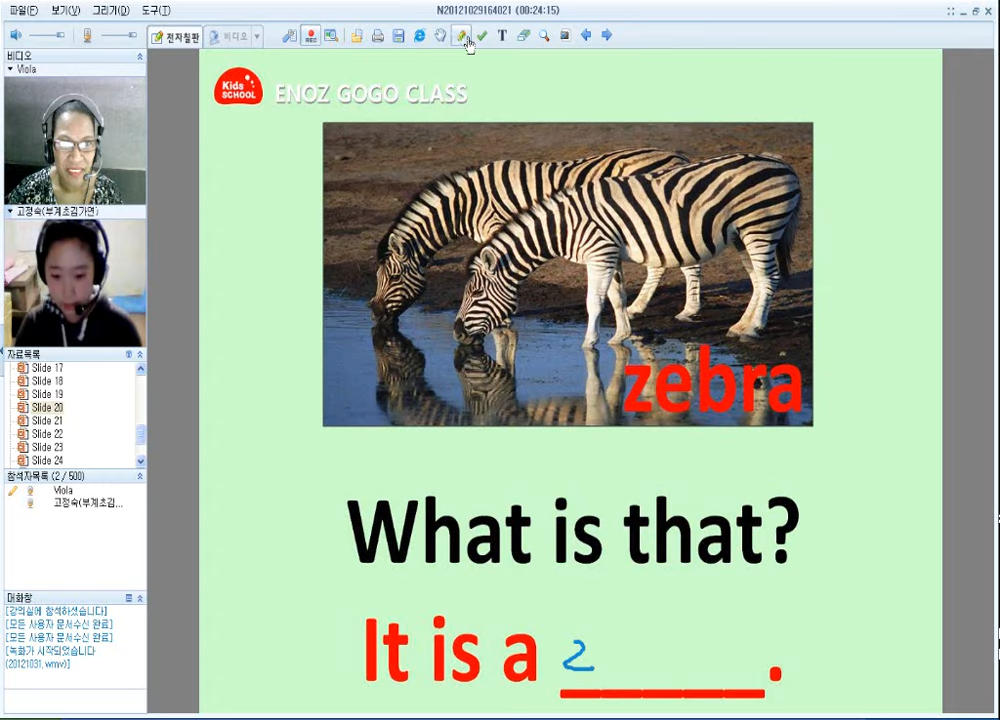 파일(F) 보기(V) 그리기(D) 도구(T)
N20121029164021 (00:24:15)
전자칠판
비디오
REC
비디오
Viola
고정숙(부계초김가연)
자료목록
Slide 17
Slide 18
Slide 19
Slide 20
Slide 21
Slide 22
Slide 23
Slide 24
참석자목록 (2 / 500)
Viola
고정숙(부계초김...
대화창
[강의실에 참석하셨습니다]
[모든 사용자 문서수신 완료]
[모든 사용자 문서수신 완료]
[녹화가 시작되었습니다
(20121031.wmv)]
Kids SCHOOL
ENOZ GOGO CLASS
zebra
What is that?
It is a z_____.